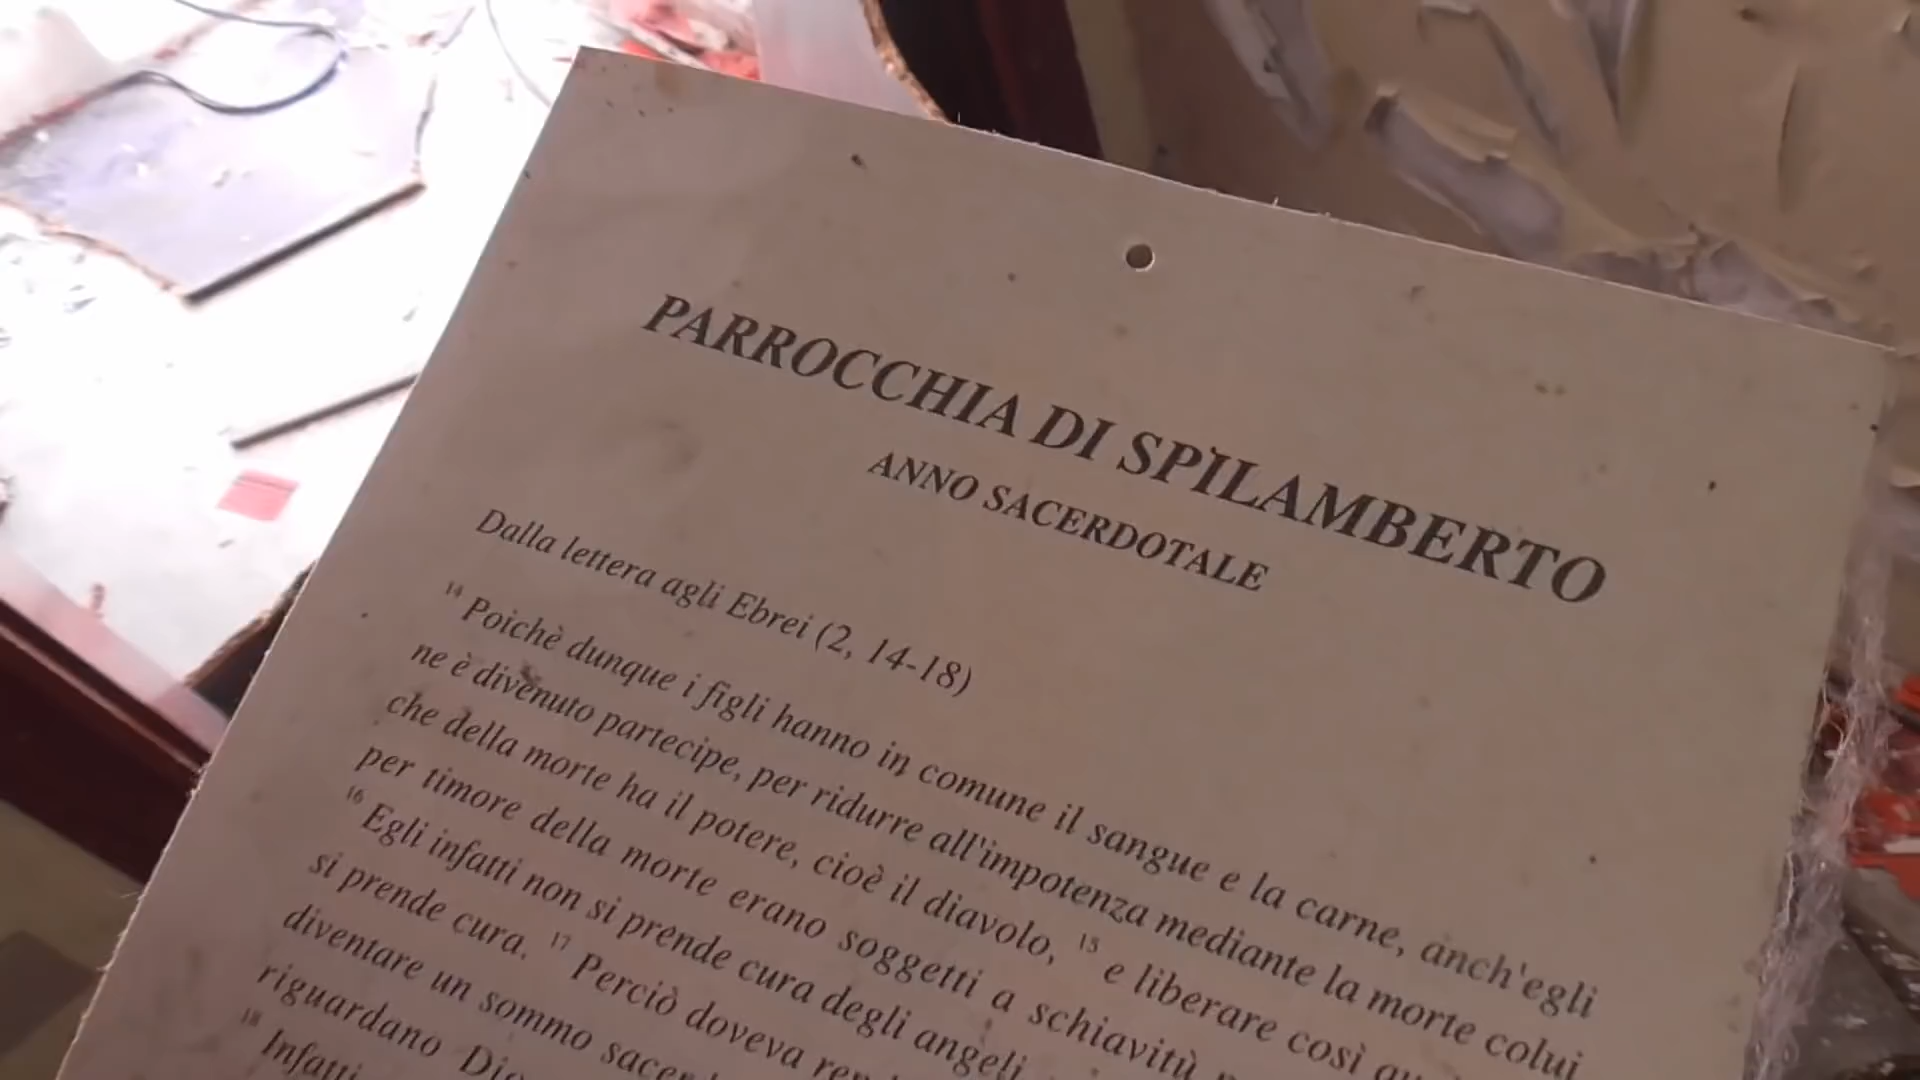 PARROCCHIA DI SPILAMBERTO
ANNO SACERDOTALE
Dalla lettera agli Ebrei (2, 14-18)
14 Poichè dunque i figli hanno in comune il sangue e la carne, anch'egli
ne è divenuto partecipe, per ridurre all'impotenza mediante la morte colui
che della morte ha il potere, cioè il diavolo, 15 e liberare così
per timore della morte erano soggetti a schiavitù
16 Egli infatti non si prende cura degli angeli
si prende cura. 17 Perciò doveva
diventare un sommo
riguardano
18 Infatti